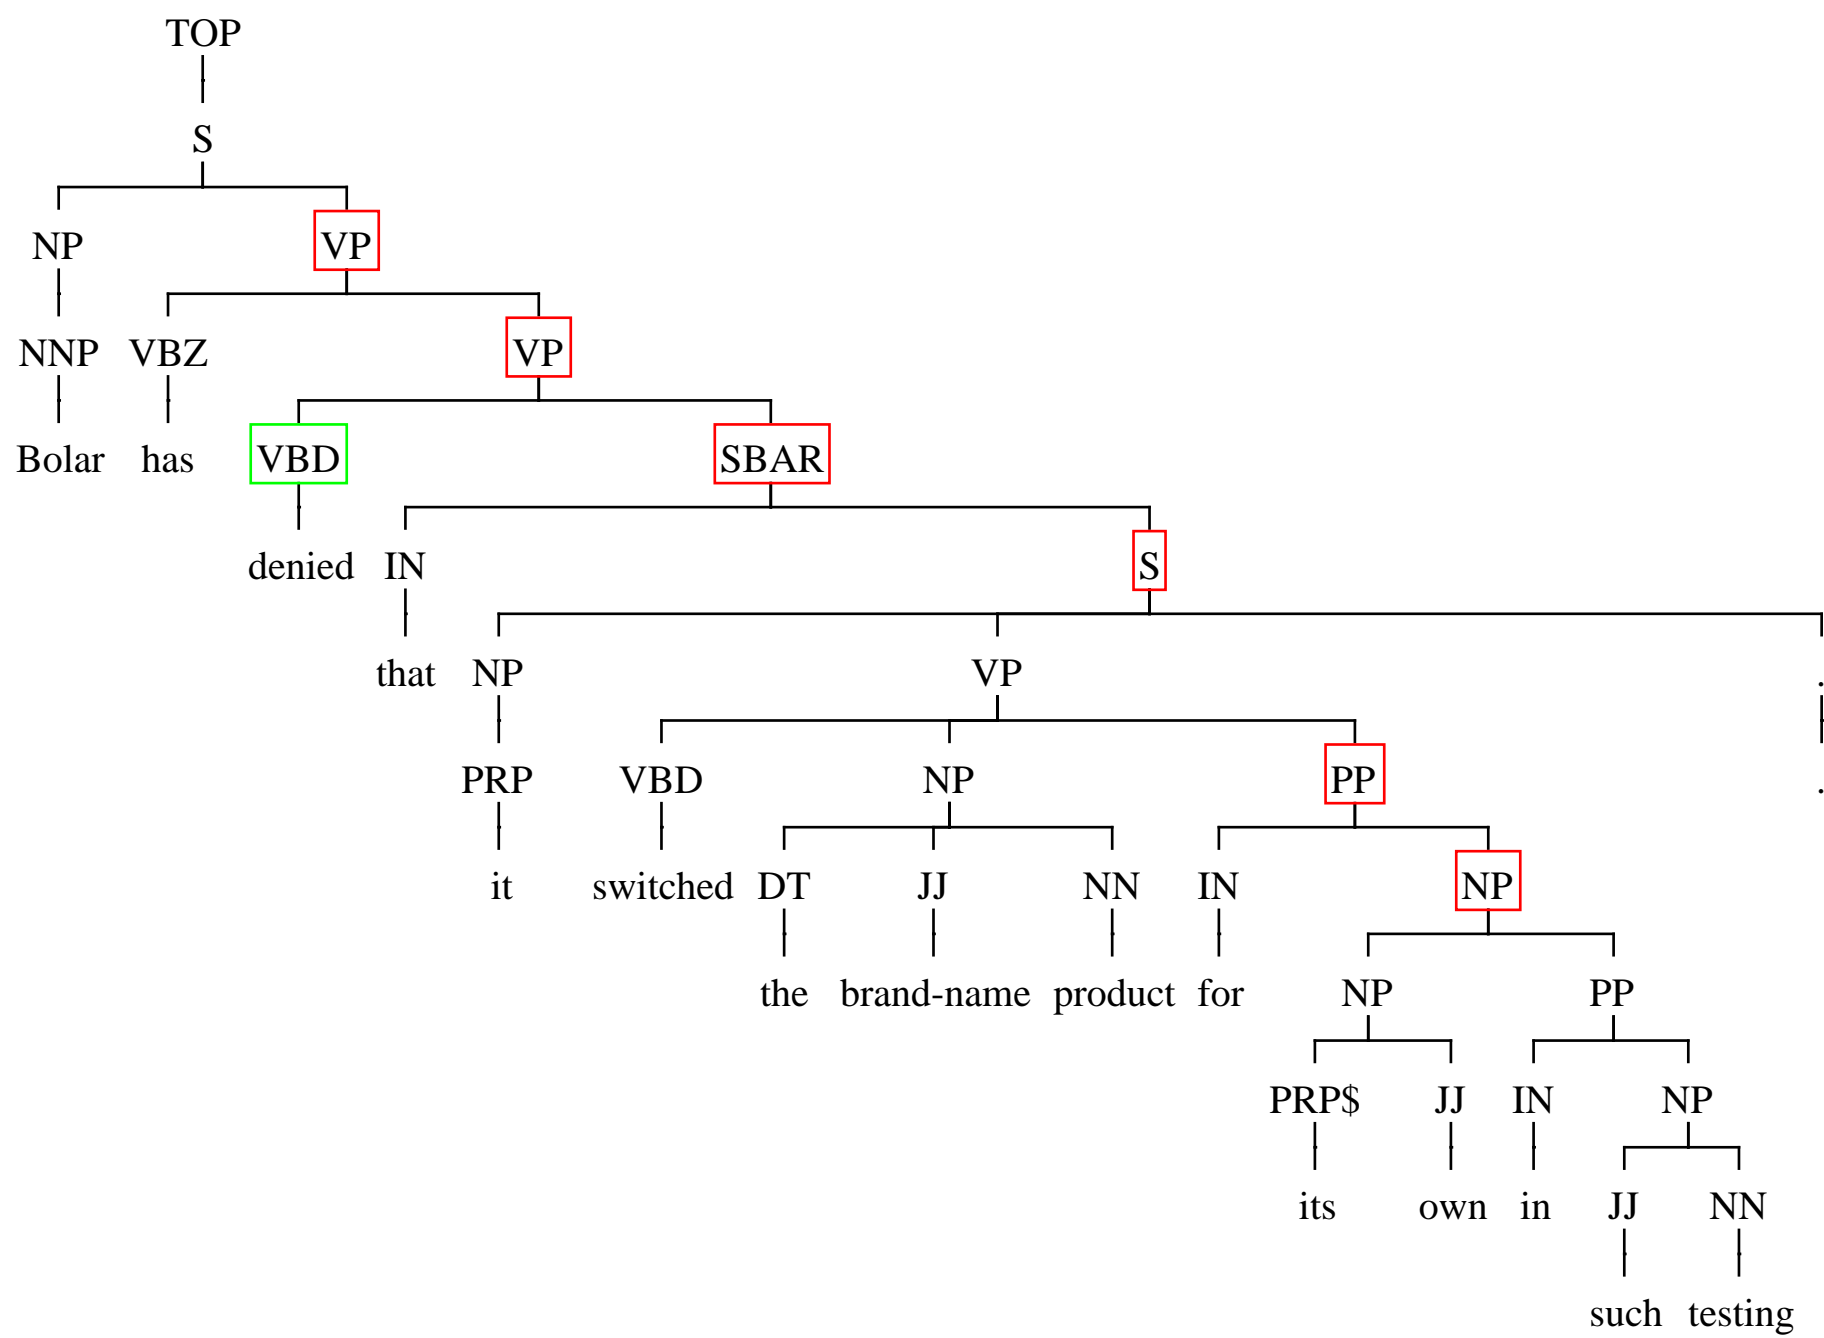 TOP
S
NP VP
NNP VBZ VP
Bolar has VBD SBAR
denied IN S
that NP VP .
PRP VBD NP PP .
it switched DT JJ NN IN NP
the brand-name product for NP PP
PRP$ JJ IN NP
its own in JJ NN
such testing